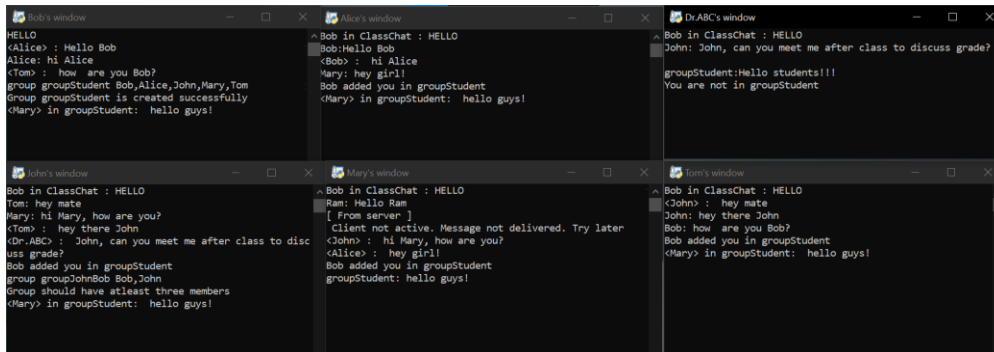 Bob's window
HELLO
<Alice> : Hello Bob
Alice: hi Alice
<Tom> :  how  are you Bob?
group groupStudent Bob,Alice,John,Mary,Tom
Group groupStudent is created successfully
<Mary> in groupStudent:  hello guys!
Alice's window
Bob in ClassChat : HELLO
Bob:Hello Bob
<Bob> :  hi Alice
Mary: hey girl!
Bob added you in groupStudent
<Mary> in groupStudent:  hello guys!
Dr.ABC's window
Bob in ClassChat : HELLO
John: John, can you meet me after class to discuss grade?
groupStudent:Hello students!!!
You are not in groupStudent
John's window
Bob in ClassChat : HELLO
Tom: hey mate
Mary: hi Mary, how are you?
<Tom> :  hey there John
<Dr.ABC> :  John, can you meet me after class to disc
uss grade?
Bob added you in groupStudent
group groupJohnBob Bob,John
Group should have atleast three members
<Mary> in groupStudent:  hello guys!
Mary's window
Bob in ClassChat : HELLO
Ram: Hello Ram
[ From server ]
Client not active. Message not delivered. Try later
<John> :  hi Mary, how are you?
<Alice> :  hey girl!
Bob added you in groupStudent
groupStudent: hello guys!
Tom's window
Bob in ClassChat : HELLO
<John> :  hey mate
John: hey there John
Bob: how  are you Bob?
Bob added you in groupStudent
<Mary> in groupStudent:  hello guys!